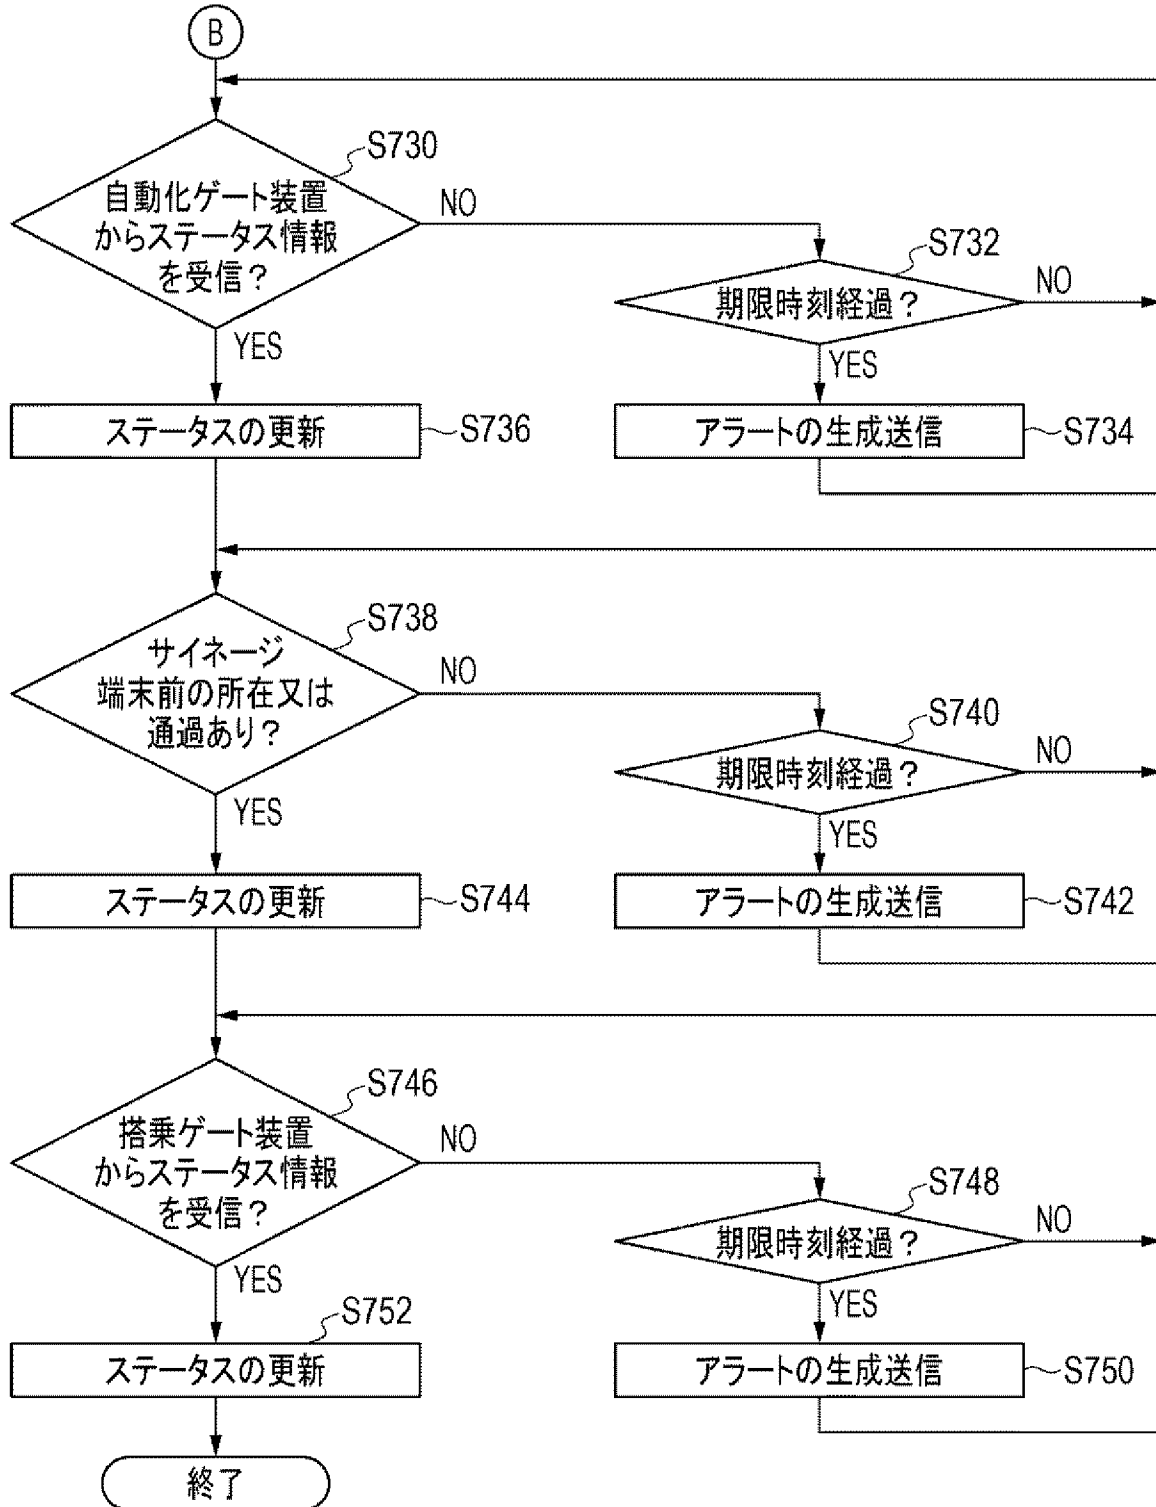 B
S730
自動化ゲート装置
からステータス情報
を受信?
NO
YES
S732
期限時刻経過?
NO
YES
ステータスの更新
S736
アラートの生成送信
S734
S738
サイネージ
端末前の所在又は
通過あり?
NO
YES
S740
期限時刻経過?
NO
YES
ステータスの更新
S744
アラートの生成送信
S742
S746
搭乗ゲート装置
からステータス情報
を受信?
NO
YES
S748
期限時刻経過?
NO
YES
S752
ステータスの更新
アラートの生成送信
S750
終了